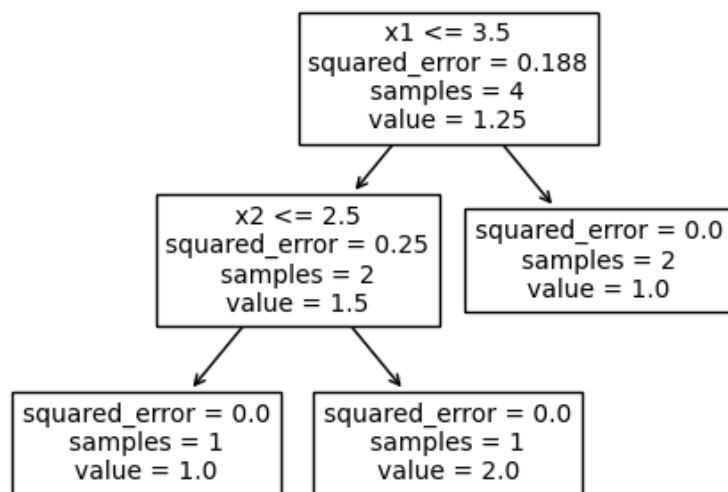 x1 <= 3.5
squared_error = 0.188
samples = 4
value = 1.25
x2 <= 2.5
squared_error = 0.25
samples = 2
value = 1.5
squared_error = 0.0
samples = 2
value = 1.0
squared_error = 0.0
samples = 1
value = 1.0
squared_error = 0.0
samples = 1
value = 2.0